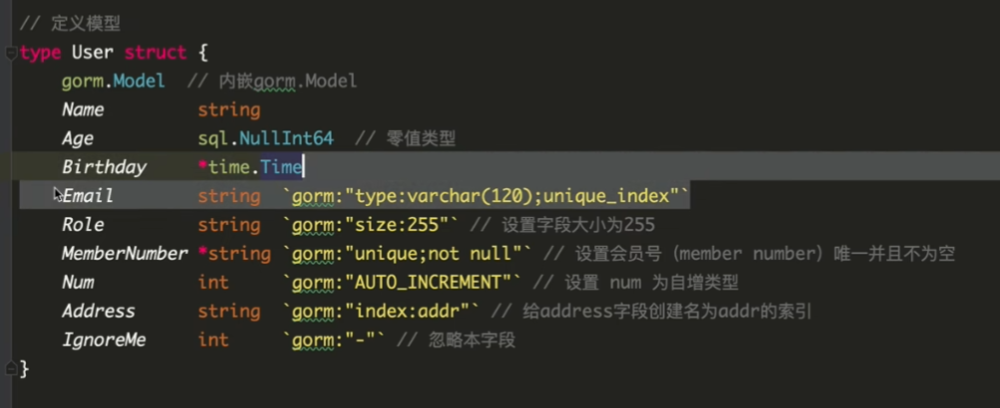 // 定义模型
type User struct {
gorm.Model // 内嵌gorm.Model
Name string
Age sql.NullInt64 // 零值类型
Birthday *time.Time
Email string `gorm:"type:varchar(120);unique_index"`
Role string `gorm:"size:255"` // 设置字段大小为255
MemberNumber *string `gorm:"unique;not null"` // 设置会员号（member number）唯一并且不为空
Num int `gorm:"AUTO_INCREMENT"` // 设置 num 为自增类型
Address string `gorm:"index:addr"` // 给address字段创建名为addr的索引
IgnoreMe int `gorm:"-"` // 忽略本字段
}